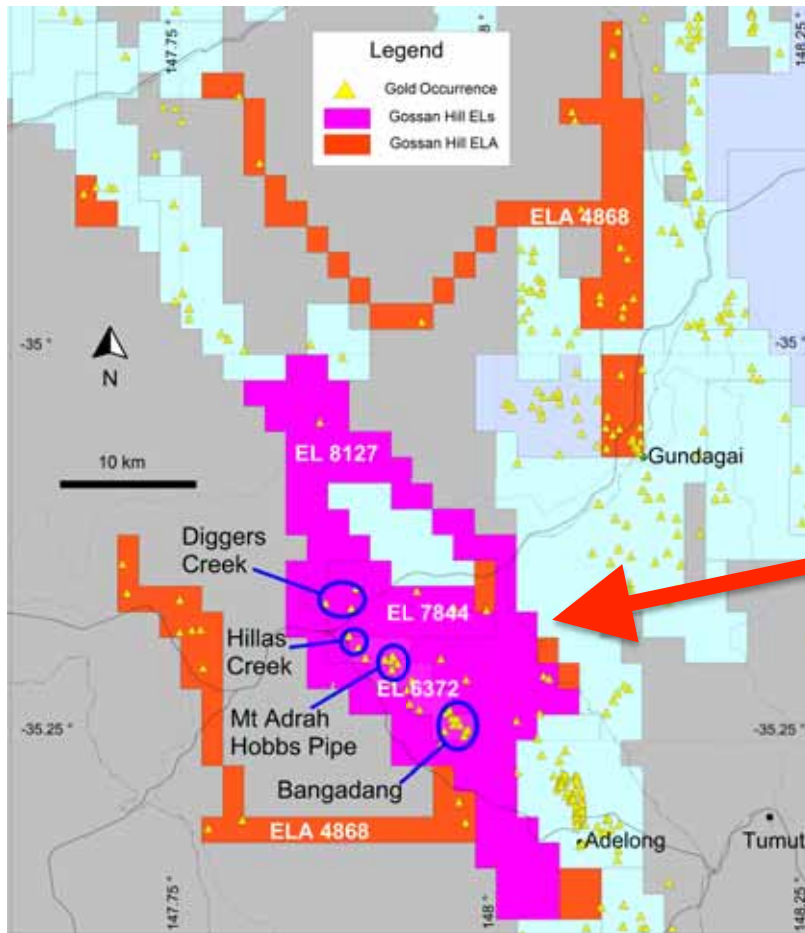 147.75 °
148 °
148.25 °
Legend
Gold Occurrence
Gossan Hill ELs
Gossan Hill ELA
ELA 4868
-35 °
-35 °
N
10 km
EL 8127
Gundagai
Diggers
Creek
EL 7844
Hillas
Creek
EL 6372
Mt Adrah
Hobbs Pipe
-35.25 °
-35.25 °
Bangadang
ELA 4868
Adelong
Tumut
147.75 °
148 °
148.25 °